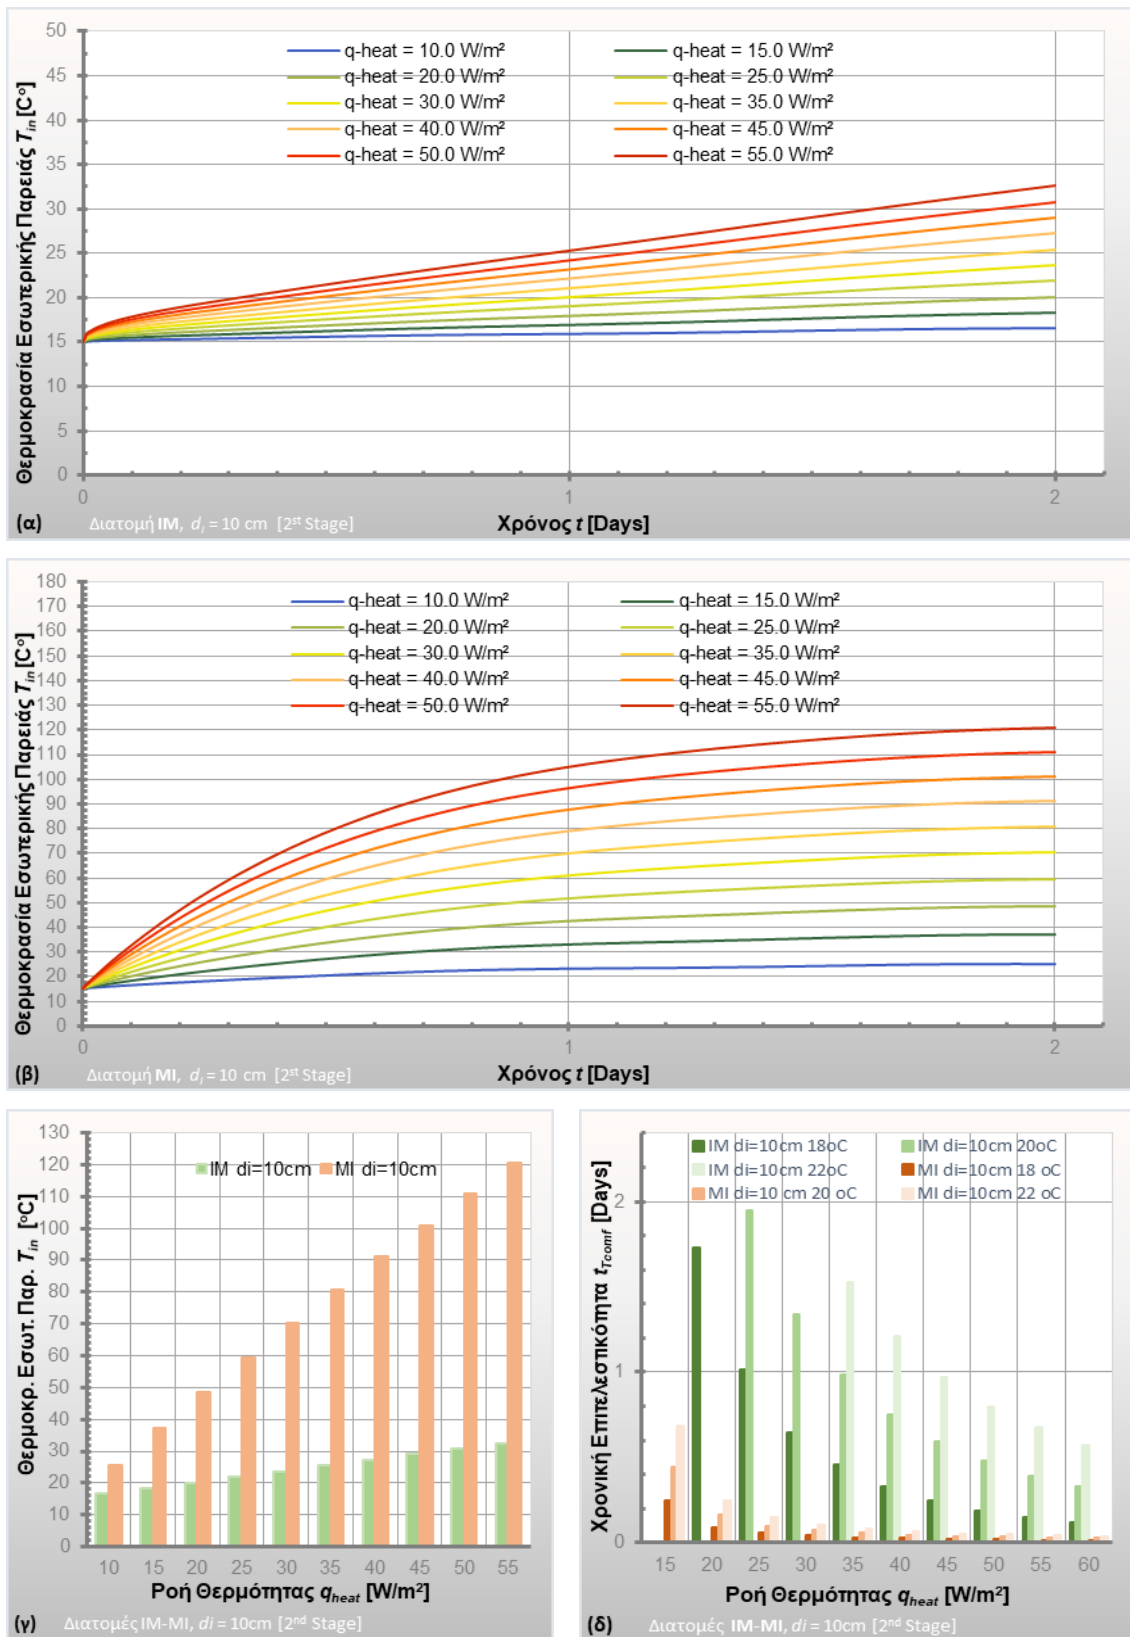 Θερμοκρασία Εσωτερικής Παρειάς Tin [Cº]
50
45
40
35
30
25
20
15
10
5
0
q-heat = 10.0 W/m²
q-heat = 15.0 W/m²
q-heat = 20.0 W/m²
q-heat = 25.0 W/m²
q-heat = 30.0 W/m²
q-heat = 35.0 W/m²
q-heat = 40.0 W/m²
q-heat = 45.0 W/m²
q-heat = 50.0 W/m²
q-heat = 55.0 W/m²
0 1 2
(α) Διατομή IM, di = 10 cm [2st Stage] Χρόνος t [Days]
Θερμοκρασία Εσωτερικής Παρειάς Tin [Cº]
180
170
160
150
140
130
120
110
100
90
80
70
60
50
40
30
20
10
0
q-heat = 10.0 W/m²
q-heat = 15.0 W/m²
q-heat = 20.0 W/m²
q-heat = 25.0 W/m²
q-heat = 30.0 W/m²
q-heat = 35.0 W/m²
q-heat = 40.0 W/m²
q-heat = 45.0 W/m²
q-heat = 50.0 W/m²
q-heat = 55.0 W/m²
0 1 2
(β) Διατομή MI, di = 10 cm [2st Stage] Χρόνος t [Days]
Θερμοκρ. Εσωτ. Παρ. Tin [ºC]
130
120
110
100
90
80
70
60
50
40
30
20
10
0
IM di=10cm MI di=10cm
10 15 20 25 30 35 40 45 50 55
Ροή Θερμότητας qheat [W/m²]
(γ) Διατομές IM-MI, di = 10cm [2nd Stage]
Χρονική Επιτελεστικότητα tTcomf [Days]
2
1
0
IM di=10cm 18oC
IM di=10cm 20oC
IM di=10cm 22oC
MI di=10cm 18 oC
MI di=10 cm 20 oC
MI di=10cm 22 oC
15 20 25 30 35 40 45 50 55 60
Ροή Θερμότητας qheat [W/m²]
(δ) Διατομές IM-MI, di = 10cm [2nd Stage]